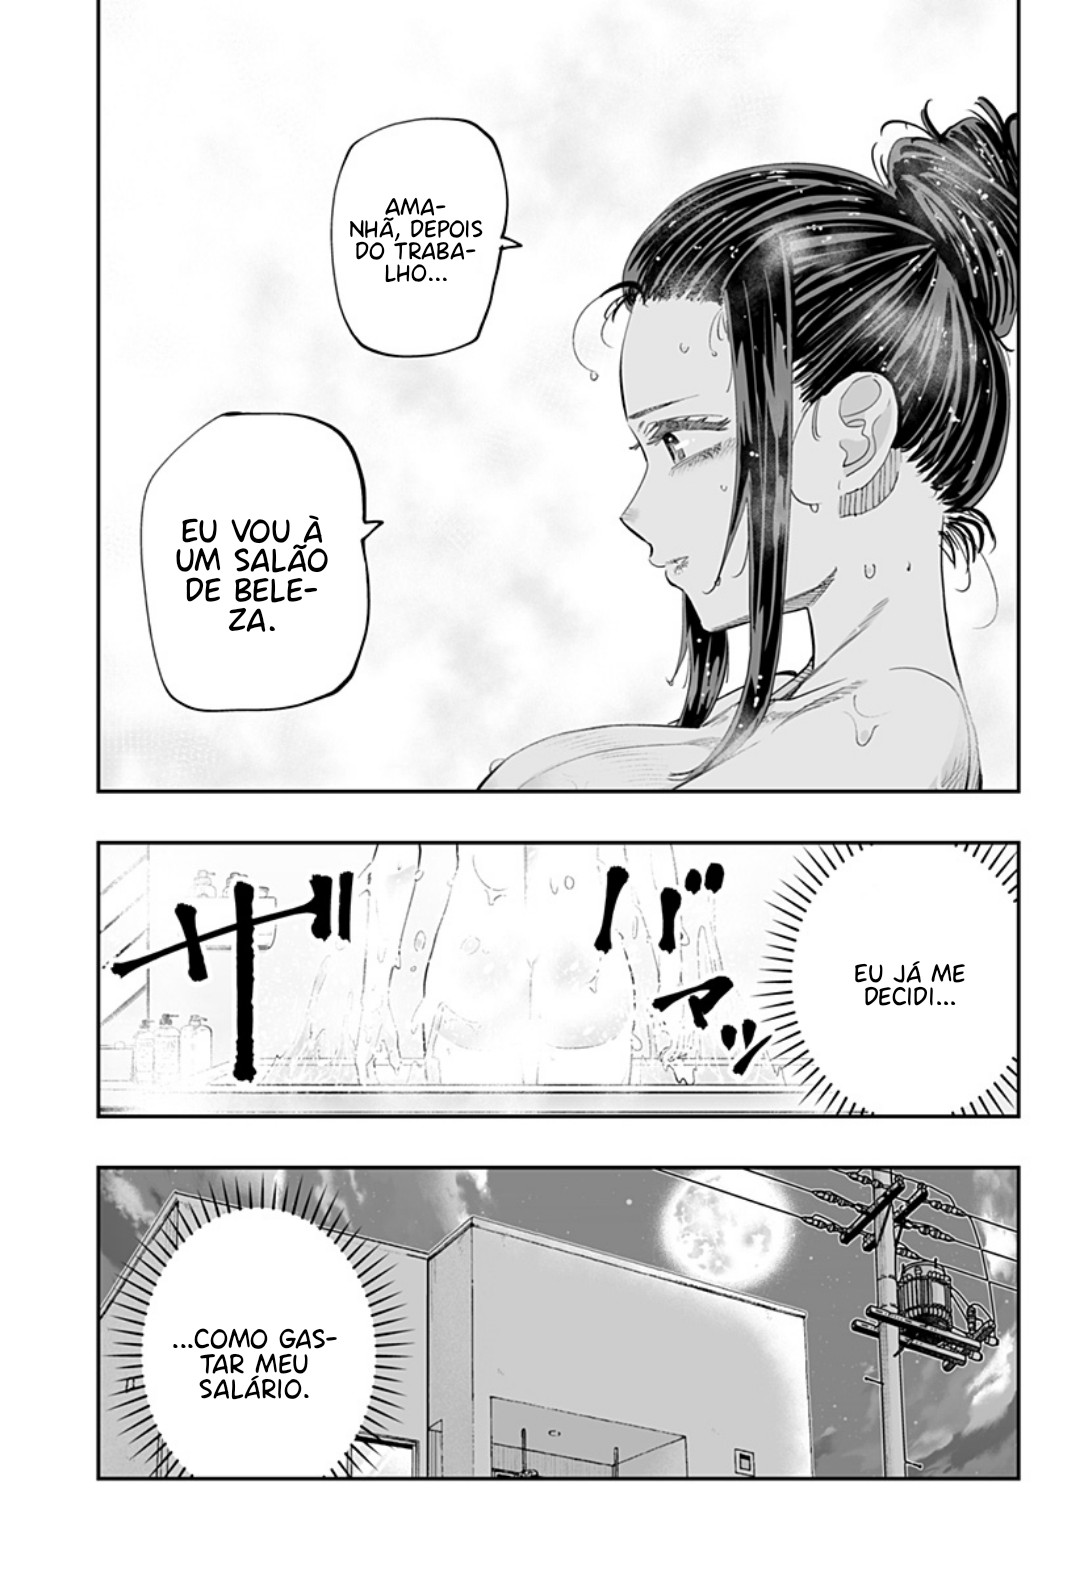 AMA-
NHÃ, DEPOIS
DO TRABA-
LHO...
EU VOU À
UM SALÃO
DE BELE-
ZA.
EU JÁ ME
DECIDI...
ザバ
マッ
...COMO GAS-
TAR MEU
SALÁRIO.